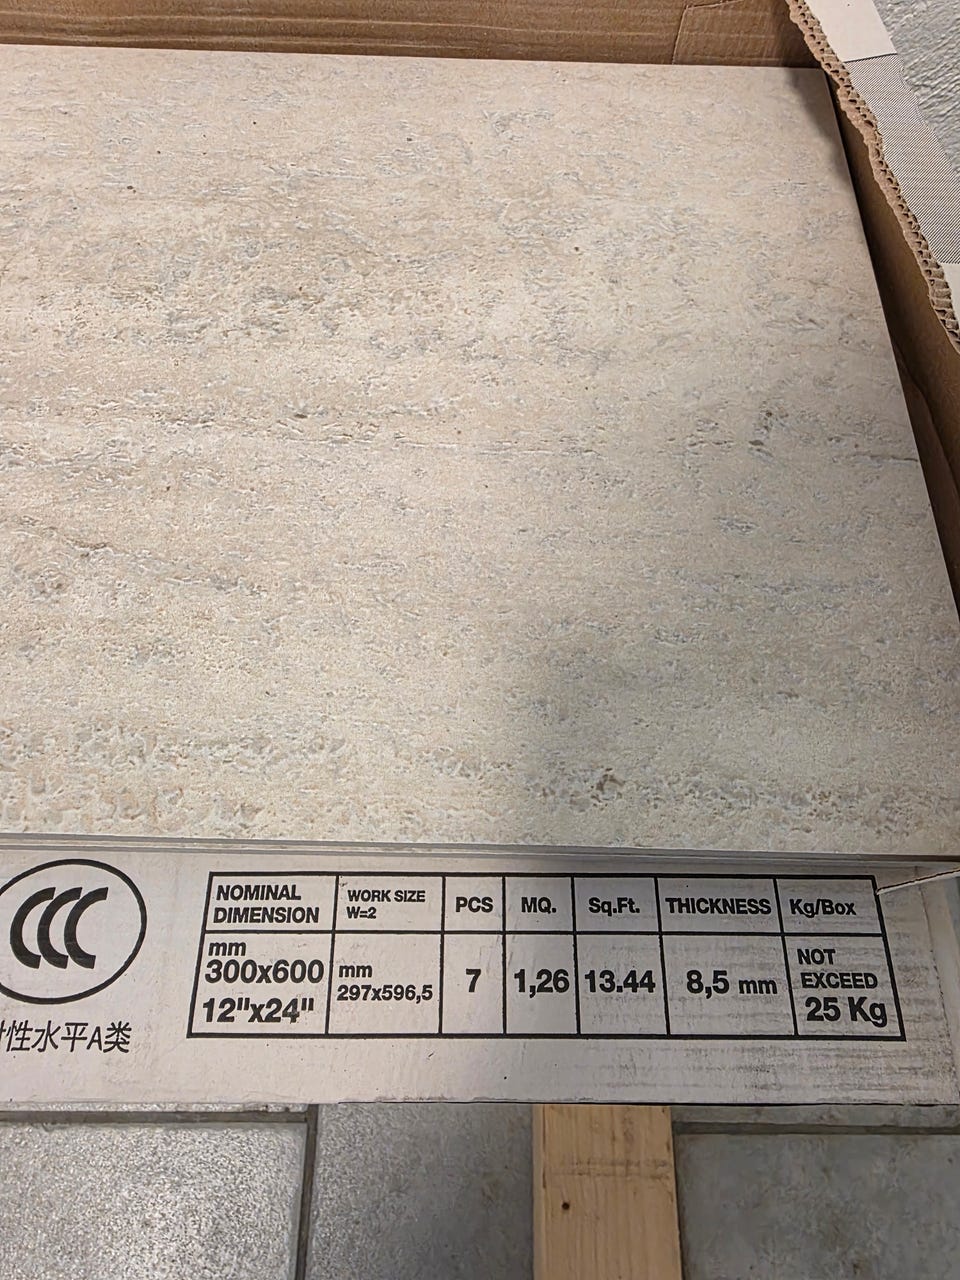 CCC
性水平A类
NOMINAL DIMENSION
WORK SIZE W=2
PCS
MQ.
Sq.Ft.
THICKNESS
Kg/Box
mm
300x600
12"x24"
mm
297x596,5
7
1,26
13.44
8,5 mm
NOT EXCEED
25 Kg